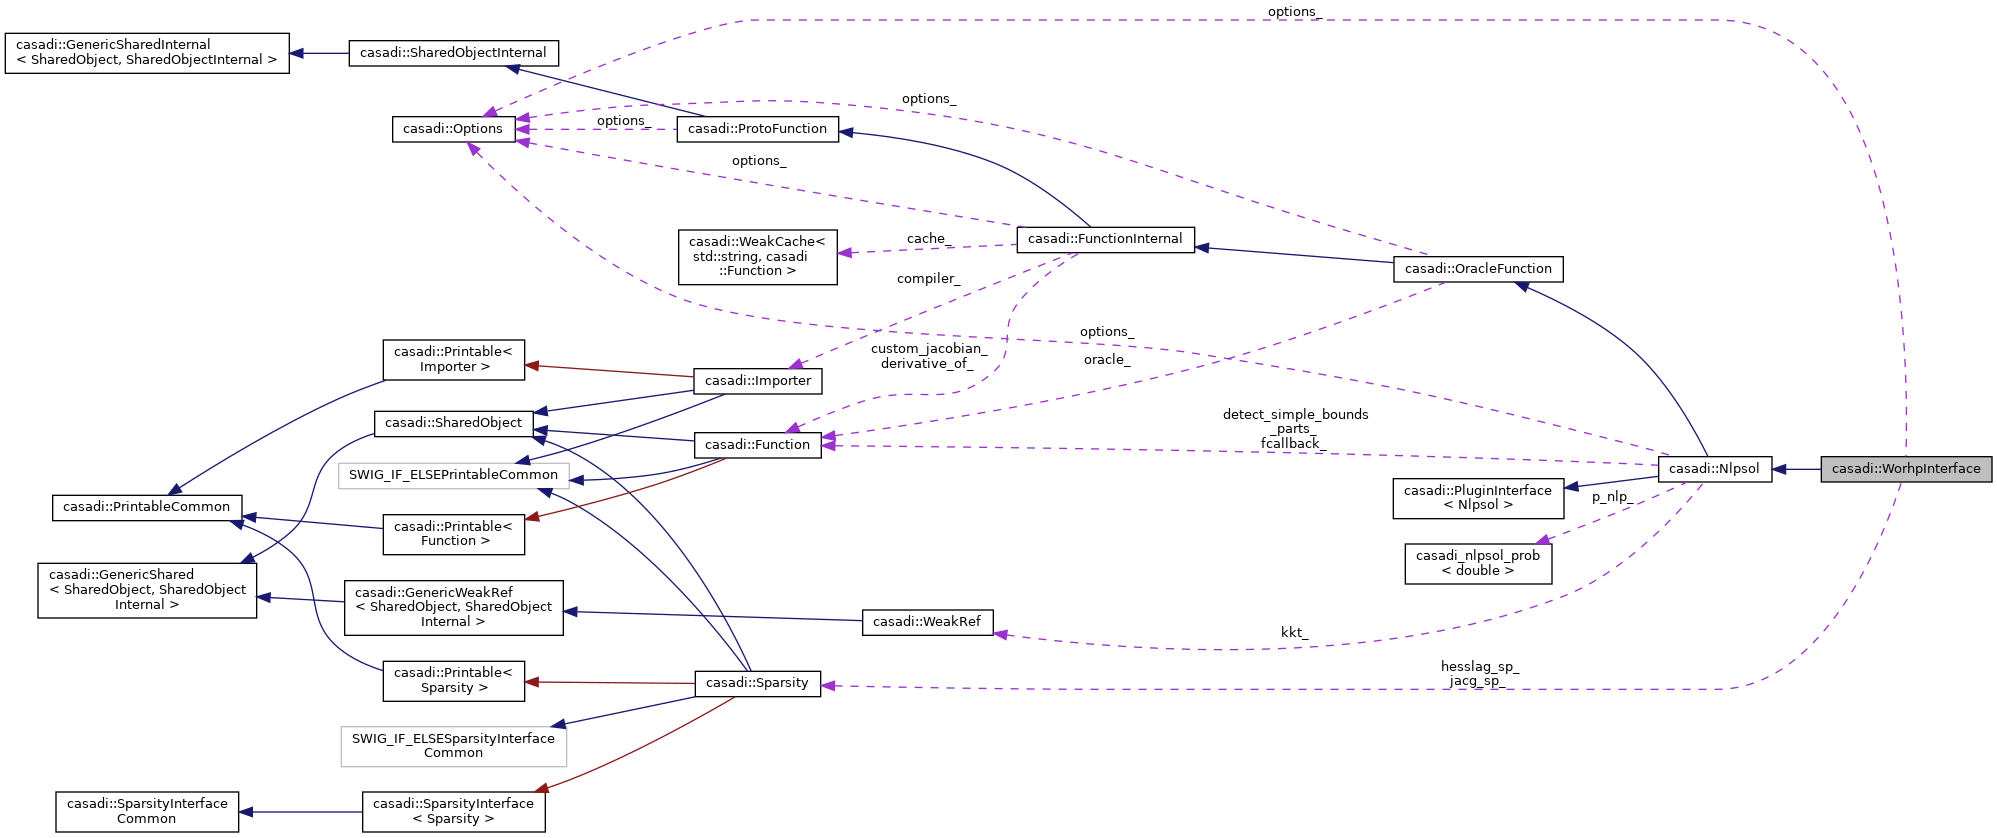 options_
casadi::GenericSharedInternal
< SharedObject, SharedObjectInternal >
casadi::SharedObjectInternal
options_
casadi::Options
options_
casadi::ProtoFunction
options_
casadi::WeakCache<
std::string, casadi
::Function >
cache_
casadi::FunctionInternal
compiler_
casadi::OracleFunction
options_
casadi::Printable<
Importer >
custom_jacobian_
derivative_of_
oracle_
casadi::Importer
casadi::SharedObject
casadi::Function
detect_simple_bounds
_parts_
fcallback_
SWIG_IF_ELSEPrintableCommon
casadi::Nlpsol
casadi::WorhpInterface
casadi::PluginInterface
< Nlpsol >
p_nlp_
casadi::PrintableCommon
casadi::Printable<
Function >
casadi_nlpsol_prob
< double >
casadi::GenericShared
< SharedObject, SharedObject
Internal >
casadi::GenericWeakRef
< SharedObject, SharedObject
Internal >
casadi::WeakRef
kkt_
casadi::Printable<
Sparsity >
casadi::Sparsity
hesslag_sp_
jacg_sp_
SWIG_IF_ELSESparsityInterface
Common
casadi::SparsityInterface
Common
casadi::SparsityInterface
< Sparsity >